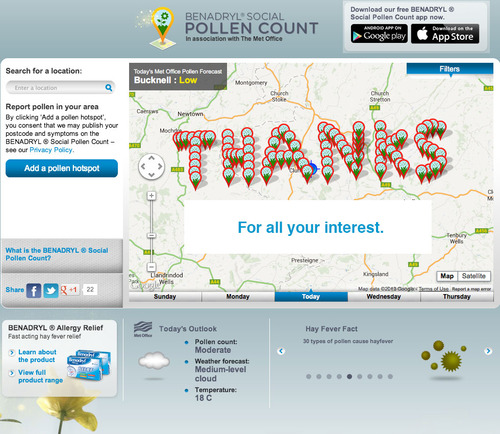 BENADRYL® SOCIAL
POLLEN COUNT
In association with The Met Office
Download our free BENADRYL ®
Social Pollen Count app now.
ANDROID APP ON
Google play
Download on the
App Store
Search for a location:
Enter a location
Report pollen in your area
By clicking 'Add a pollen hotspot',
you consent that we may publish your
postcode and symptoms on the
BENADRYL ® Social Pollen Count –
see our Privacy Policy.
Add a pollen hotspot
What is the BENADRYL ® Social
Pollen Count?
Share
+1
22
Today's Met Office Pollen Forecast
Bucknell : Low
Filters
Montgomery
Church
Stoke
Church
Stretton
Caersws
Newtown
THANKS
For all your interest.
Presteigne
Kingsland
Tenbury
Wells
Llandrindod
Wells
Google
Map
Satellite
Map data ©2013 Google - Terms of Use
Report a map error
Sunday
Monday
Today
Wednesday
Thursday
BENADRYL ® Allergy Relief
Fast acting hay fever relief
Learn about
the product
View full
product range
Benadryl
Met Office
Today's Outlook
Pollen count:
Moderate
Weather forecast:
Medium-level
cloud
Temperature:
18 C
Hay Fever Fact
30 types of pollen cause hayfever